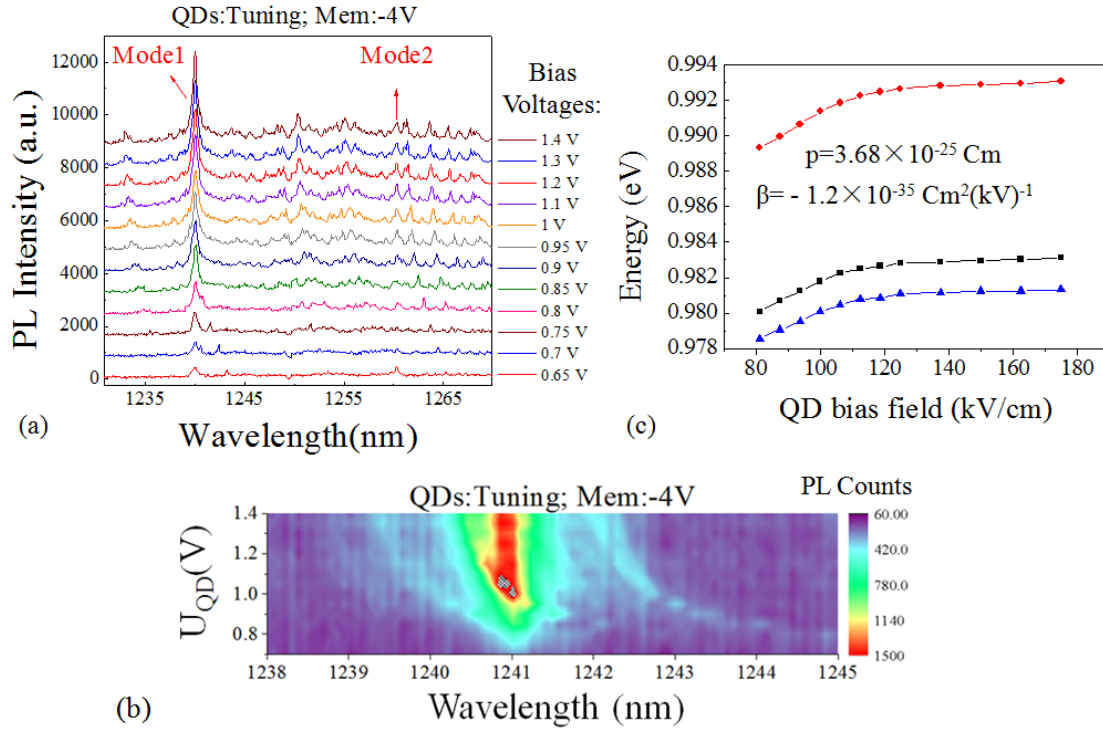 QDs:Tuning; Mem:-4V
Mode1
Mode2
Bias
Voltages:
1.4 V
1.3 V
1.2 V
1.1 V
1 V
0.95 V
0.9 V
0.85 V
0.8 V
0.75 V
0.7 V
0.65 V
12000
10000
8000
6000
4000
2000
0
PL Intensity (a.u.)
1235
1245
1255
1265
Wavelength(nm)
(a)
0.994
0.992
0.990
0.988
0.986
0.984
0.982
0.980
0.978
Energy (eV)
p=3.68×10-25 Cm
β= - 1.2×10-35 Cm2(kV)-1
80
100
120
140
160
180
QD bias field (kV/cm)
(c)
QDs:Tuning; Mem:-4V
PL Counts
1.4
1.2
1.0
0.8
UQD(V)
1238
1239
1240
1241
1242
1243
1244
1245
Wavelength (nm)
60.00
420.0
780.0
1140
1500
(b)